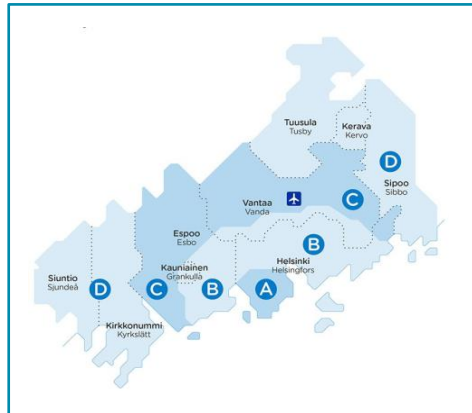 Tuusula
Tusby
Kerava
Kervo
D
Sipoo
Sibbo
Vantaa
Vanda
C
Espoo
Esbo
B
Helsinki
Helsingfors
Kauniainen
Grankulla
Siuntio
Sjundeå
D
C
B
A
Kirkkonummi
Kyrkslätt